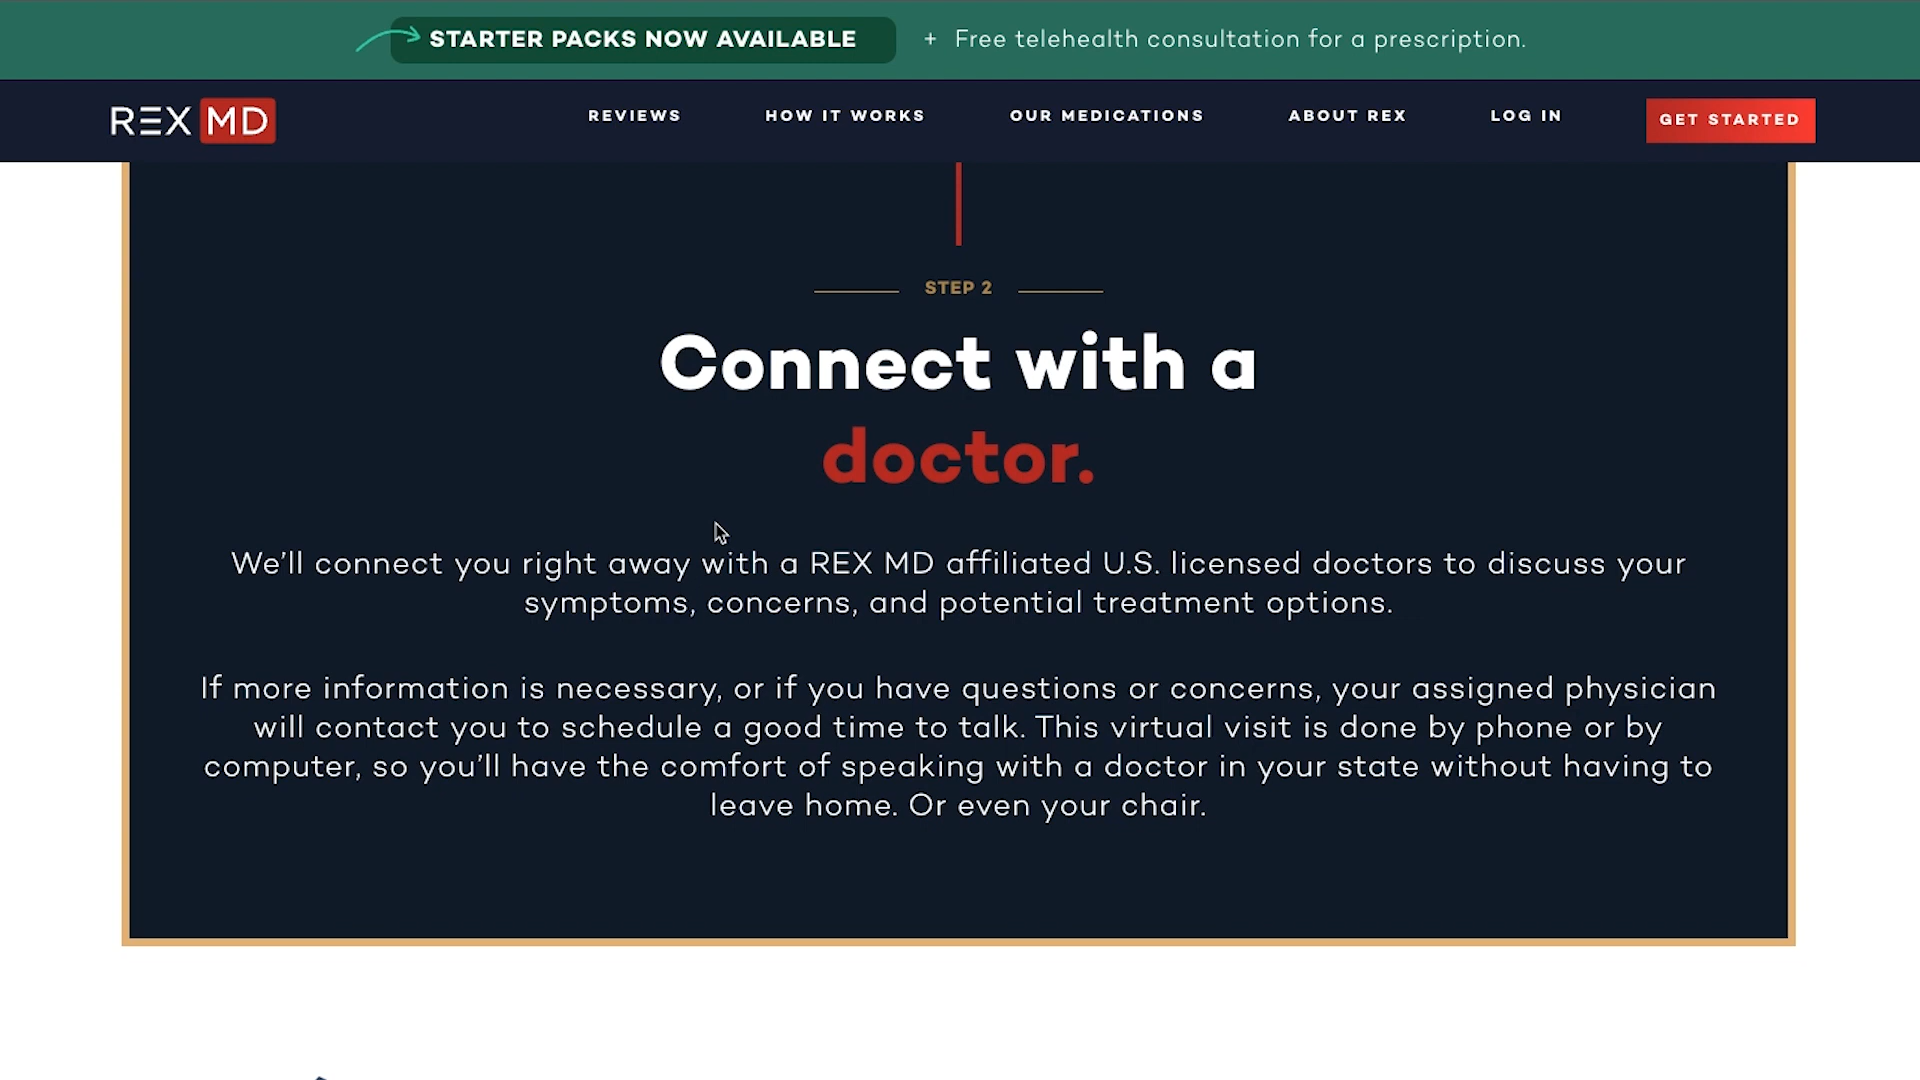 STARTER PACKS NOW AVAILABLE + Free telehealth consultation for a prescription.
REX MD REVIEWS HOW IT WORKS OUR MEDICATIONS ABOUT REX LOG IN GET STARTED
STEP 2
Connect with a
doctor.
We’ll connect you right away with a REX MD affiliated U.S. licensed doctors to discuss your
symptoms, concerns, and potential treatment options.
If more information is necessary, or if you have questions or concerns, your assigned physician
will contact you to schedule a good time to talk. This virtual visit is done by phone or by
computer, so you’ll have the comfort of speaking with a doctor in your state without having to
leave home. Or even your chair.